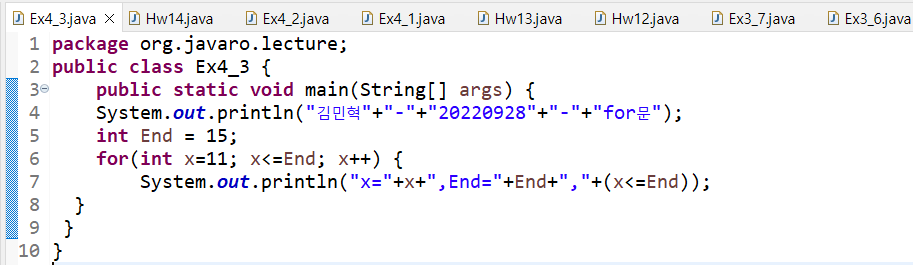 Ex4_3.java Hw14.java Ex4_2.java Ex4_1.java Hw13.java Hw12.java Ex3_7.java Ex3_6.java
1 package org.javaro.lecture;
2 public class Ex4_3 {
3 public static void main(String[] args) {
4 System.out.println("김민혁"+"-"+"20220928"+"-"+"for문");
5 int End = 15;
6 for(int x=11; x<=End; x++) {
7 System.out.println("x="+x+",End="+End+","+(x<=End));
8 }
9 }
10 }